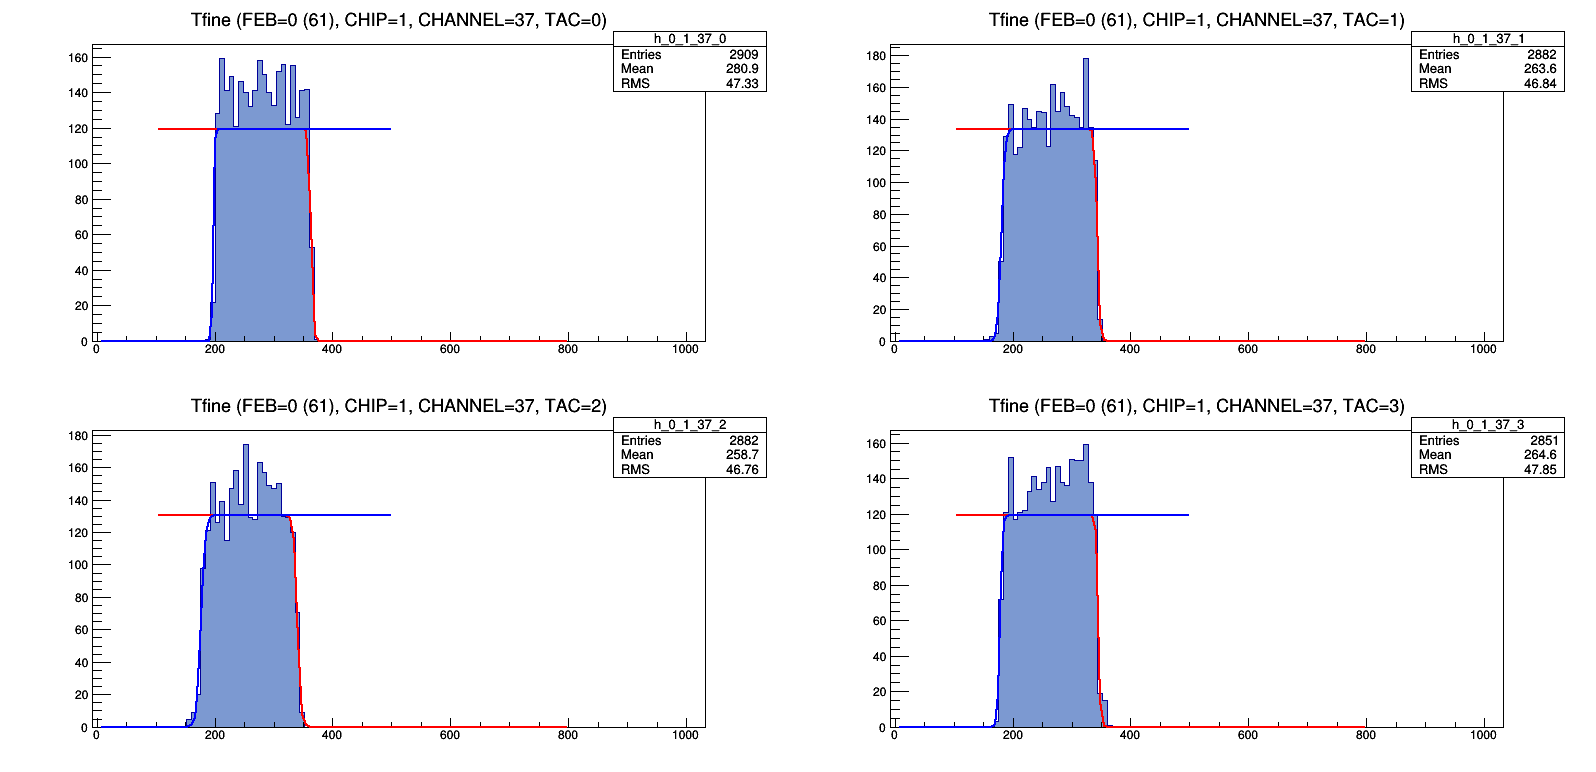 Tfine (FEB=0 (61), CHIP=1, CHANNEL=37, TAC=0)
h_0_1_37_0
Entries 2909
Mean 280.9
RMS 47.33
160
140
120
100
80
60
40
20
0
0 200 400 600 800 1000
Tfine (FEB=0 (61), CHIP=1, CHANNEL=37, TAC=1)
h_0_1_37_1
Entries 2882
Mean 263.6
RMS 46.84
180
160
140
120
100
80
60
40
20
0
0 200 400 600 800 1000
Tfine (FEB=0 (61), CHIP=1, CHANNEL=37, TAC=2)
h_0_1_37_2
Entries 2882
Mean 258.7
RMS 46.76
180
160
140
120
100
80
60
40
20
0
0 200 400 600 800 1000
Tfine (FEB=0 (61), CHIP=1, CHANNEL=37, TAC=3)
h_0_1_37_3
Entries 2851
Mean 264.6
RMS 47.85
160
140
120
100
80
60
40
20
0
0 200 400 600 800 1000